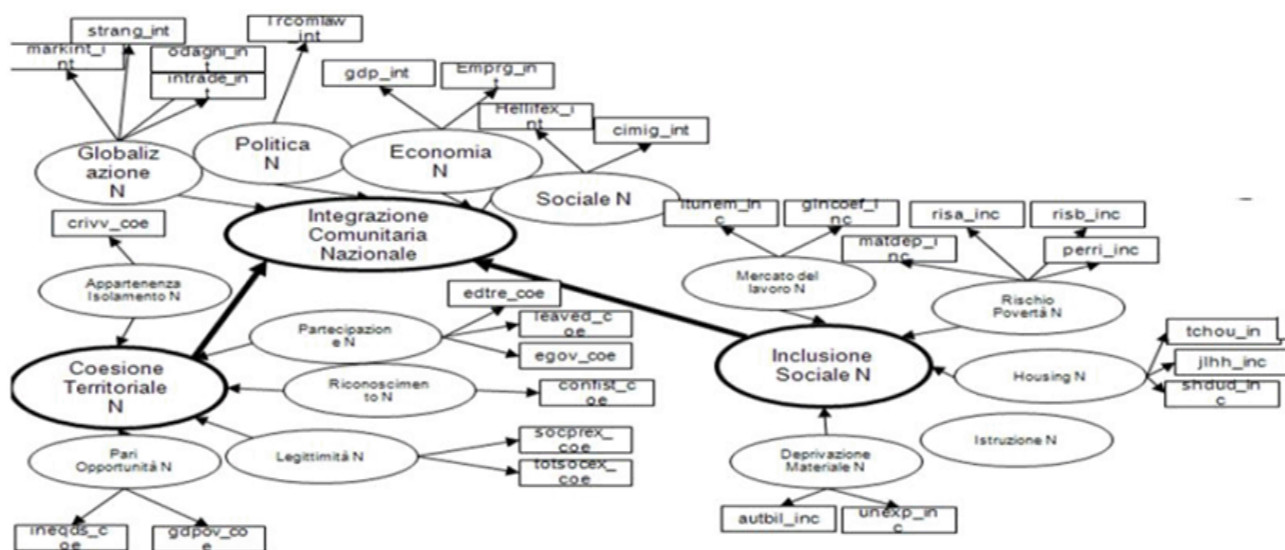 strang_int
Trcomlaw
_int
markint_i
nt
odagni_in
t
intrade_in
t
gdp_int
Emprg_in
t
Hellifex_i
nt
cimig_int
Globaliz
azione
N
Politica
N
Economia
N
Sociale N
crivv_coe
Integrazione
Comunitaria
Nazionale
itunem_in
c
gincoef_i
nc
risa_inc
risb_inc
matdep_i
nc
perri_inc
Appartenenza
Isolamento N
Mercato del
lavoro N
Rischio
Povertà N
edtre_coe
leaved_c
oe
egov_coe
Partecipazion
e N
tchou_in
jlhh_inc
shdud_in
c
Coesione
Territoriale
N
Riconoscimen
to N
confist_c
oe
Inclusione
Sociale N
Housing N
Istruzione N
Pari
Opportunità N
Legittimità N
socprex_
coe
totsocex_
coe
Deprivazione
Materiale N
autbil_inc
unexp_in
c
ineqds_c
oe
gdpov_co
e